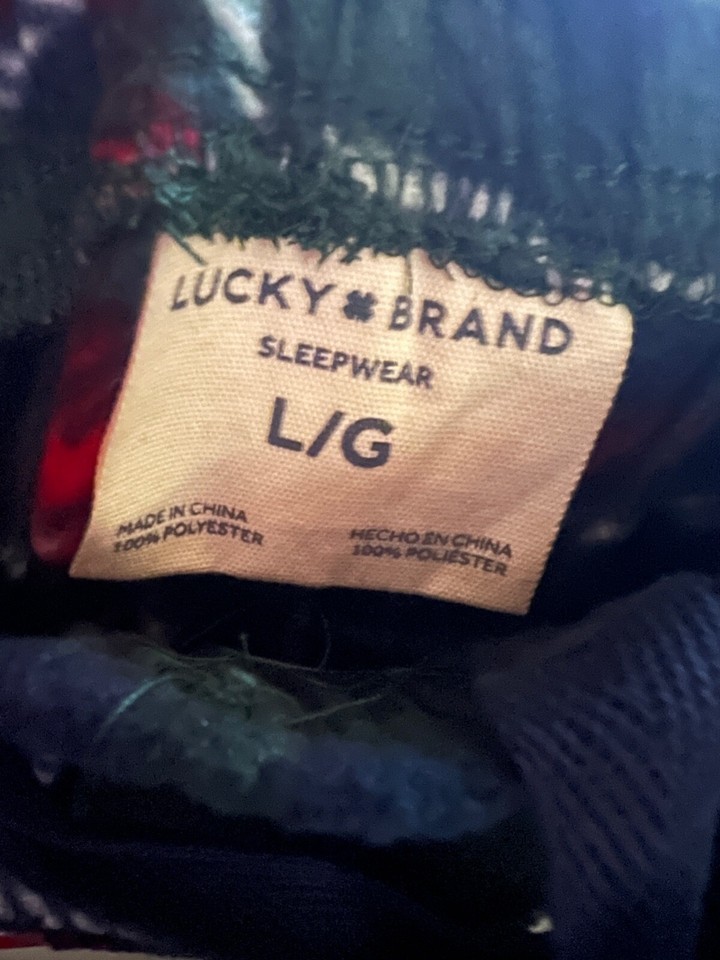 LUCKY BRAND
SLEEPWEAR
L/G
MADE IN CHINA
100% POLYESTER
HECHO EN CHINA
100% POLIÉSTER